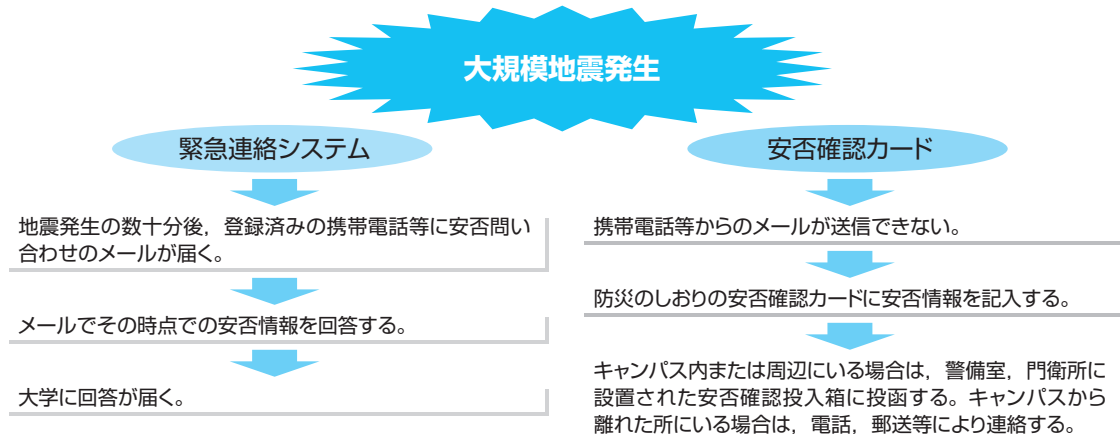 大規模地震発生
緊急連絡システム
地震発生の数十分後，登録済みの携帯電話等に安否問い
合わせのメールが届く。
メールでその時点での安否情報を回答する。
大学に回答が届く。
安否確認カード
携帯電話等からのメールが送信できない。
防災のしおりの安否確認カードに安否情報を記入する。
キャンパス内または周辺にいる場合は，警備室，門衛所に
設置された安否確認投入箱に投函する。キャンパスから
離れた所にいる場合は，電話，郵送等により連絡する。